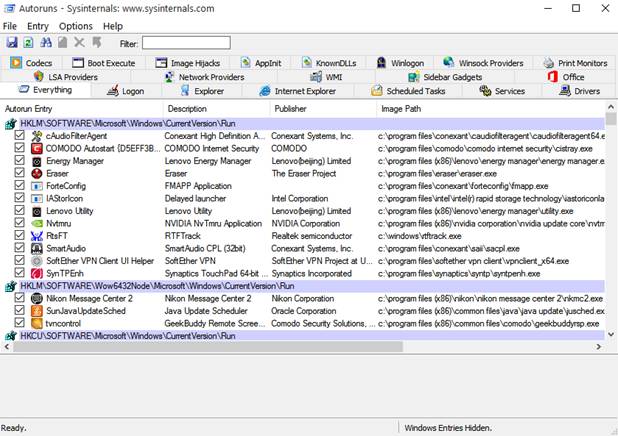 Autoruns - Sysinternals: www.sysinternals.com
File Entry Options Help
Filter:
Codecs Boot Execute Image Hijacks AppInit KnownDLLs Winlogon Winsock Providers Print Monitors
LSA Providers Network Providers WMI Sidebar Gadgets Office
Everything Logon Explorer Internet Explorer Scheduled Tasks Services Drivers
Autorun Entry Description Publisher Image Path
HKLM\SOFTWARE\Microsoft\Windows\CurrentVersion\Run
cAudioFilterAgent Conexant High Definition A... Conexant Systems, Inc. c:\program files\conexant\caudiofilteragent\caudiofilteragent64.e
COMODO Autostart {D5EFF3B... COMODO Internet Security COMODO c:\program files\comodo\comodo internet security\cistray.exe
Energy Manager Lenovo Energy Manager Lenovo(beijing) Limited c:\program files (x86)\lenovo\energy manager\energy manager.e
Eraser Eraser The Eraser Project c:\program files\eraser\eraser.exe
ForteConfig FMAPP Application c:\program files\conexant\forteconfig\fmapp.exe
IAStorIcon Delayed launcher Intel Corporation c:\program files\intel\intel(r) rapid storage technology\iastoriconla
Lenovo Utility Lenovo Utility Lenovo(beijing) Limited c:\program files (x86)\lenovo\energy manager\utility.exe
Nvtmru NVIDIA NvTmru Application NVIDIA Corporation c:\program files (x86)\nvidia corporation\nvidia update core\nvtm
RtsFT RTFTrack Realtek semiconductor c:\windows\rtftrack.exe
SmartAudio SmartAudio CPL (32bit) Conexant Systems, Inc. c:\program files\conexant\saii\sacpl.exe
SoftEther VPN Client UI Helper SoftEther VPN SoftEther VPN Project at U... c:\program files\softether vpn client\vpnclient_x64.exe
SynTPEnh Synaptics TouchPad 64-bit ... Synaptics Incorporated c:\program files\synaptics\syntp\syntpenh.exe
HKLM\SOFTWARE\Wow6432Node\Microsoft\Windows\CurrentVersion\Run
Nikon Message Center 2 Nikon Message Center 2 Nikon Corporation c:\program files (x86)\nikon\nikon message center 2\nkmc2.exe
SunJavaUpdateSched Java Update Scheduler Oracle Corporation c:\program files (x86)\common files\java\java update\jusched.exe
tvncontrol GeekBuddy Remote Scree... Comodo Security Solutions, ... c:\program files (x86)\common files\comodo\geekbuddyrsp.exe
HKCU\SOFTWARE\Microsoft\Windows\CurrentVersion\Run
Ready. Windows Entries Hidden.